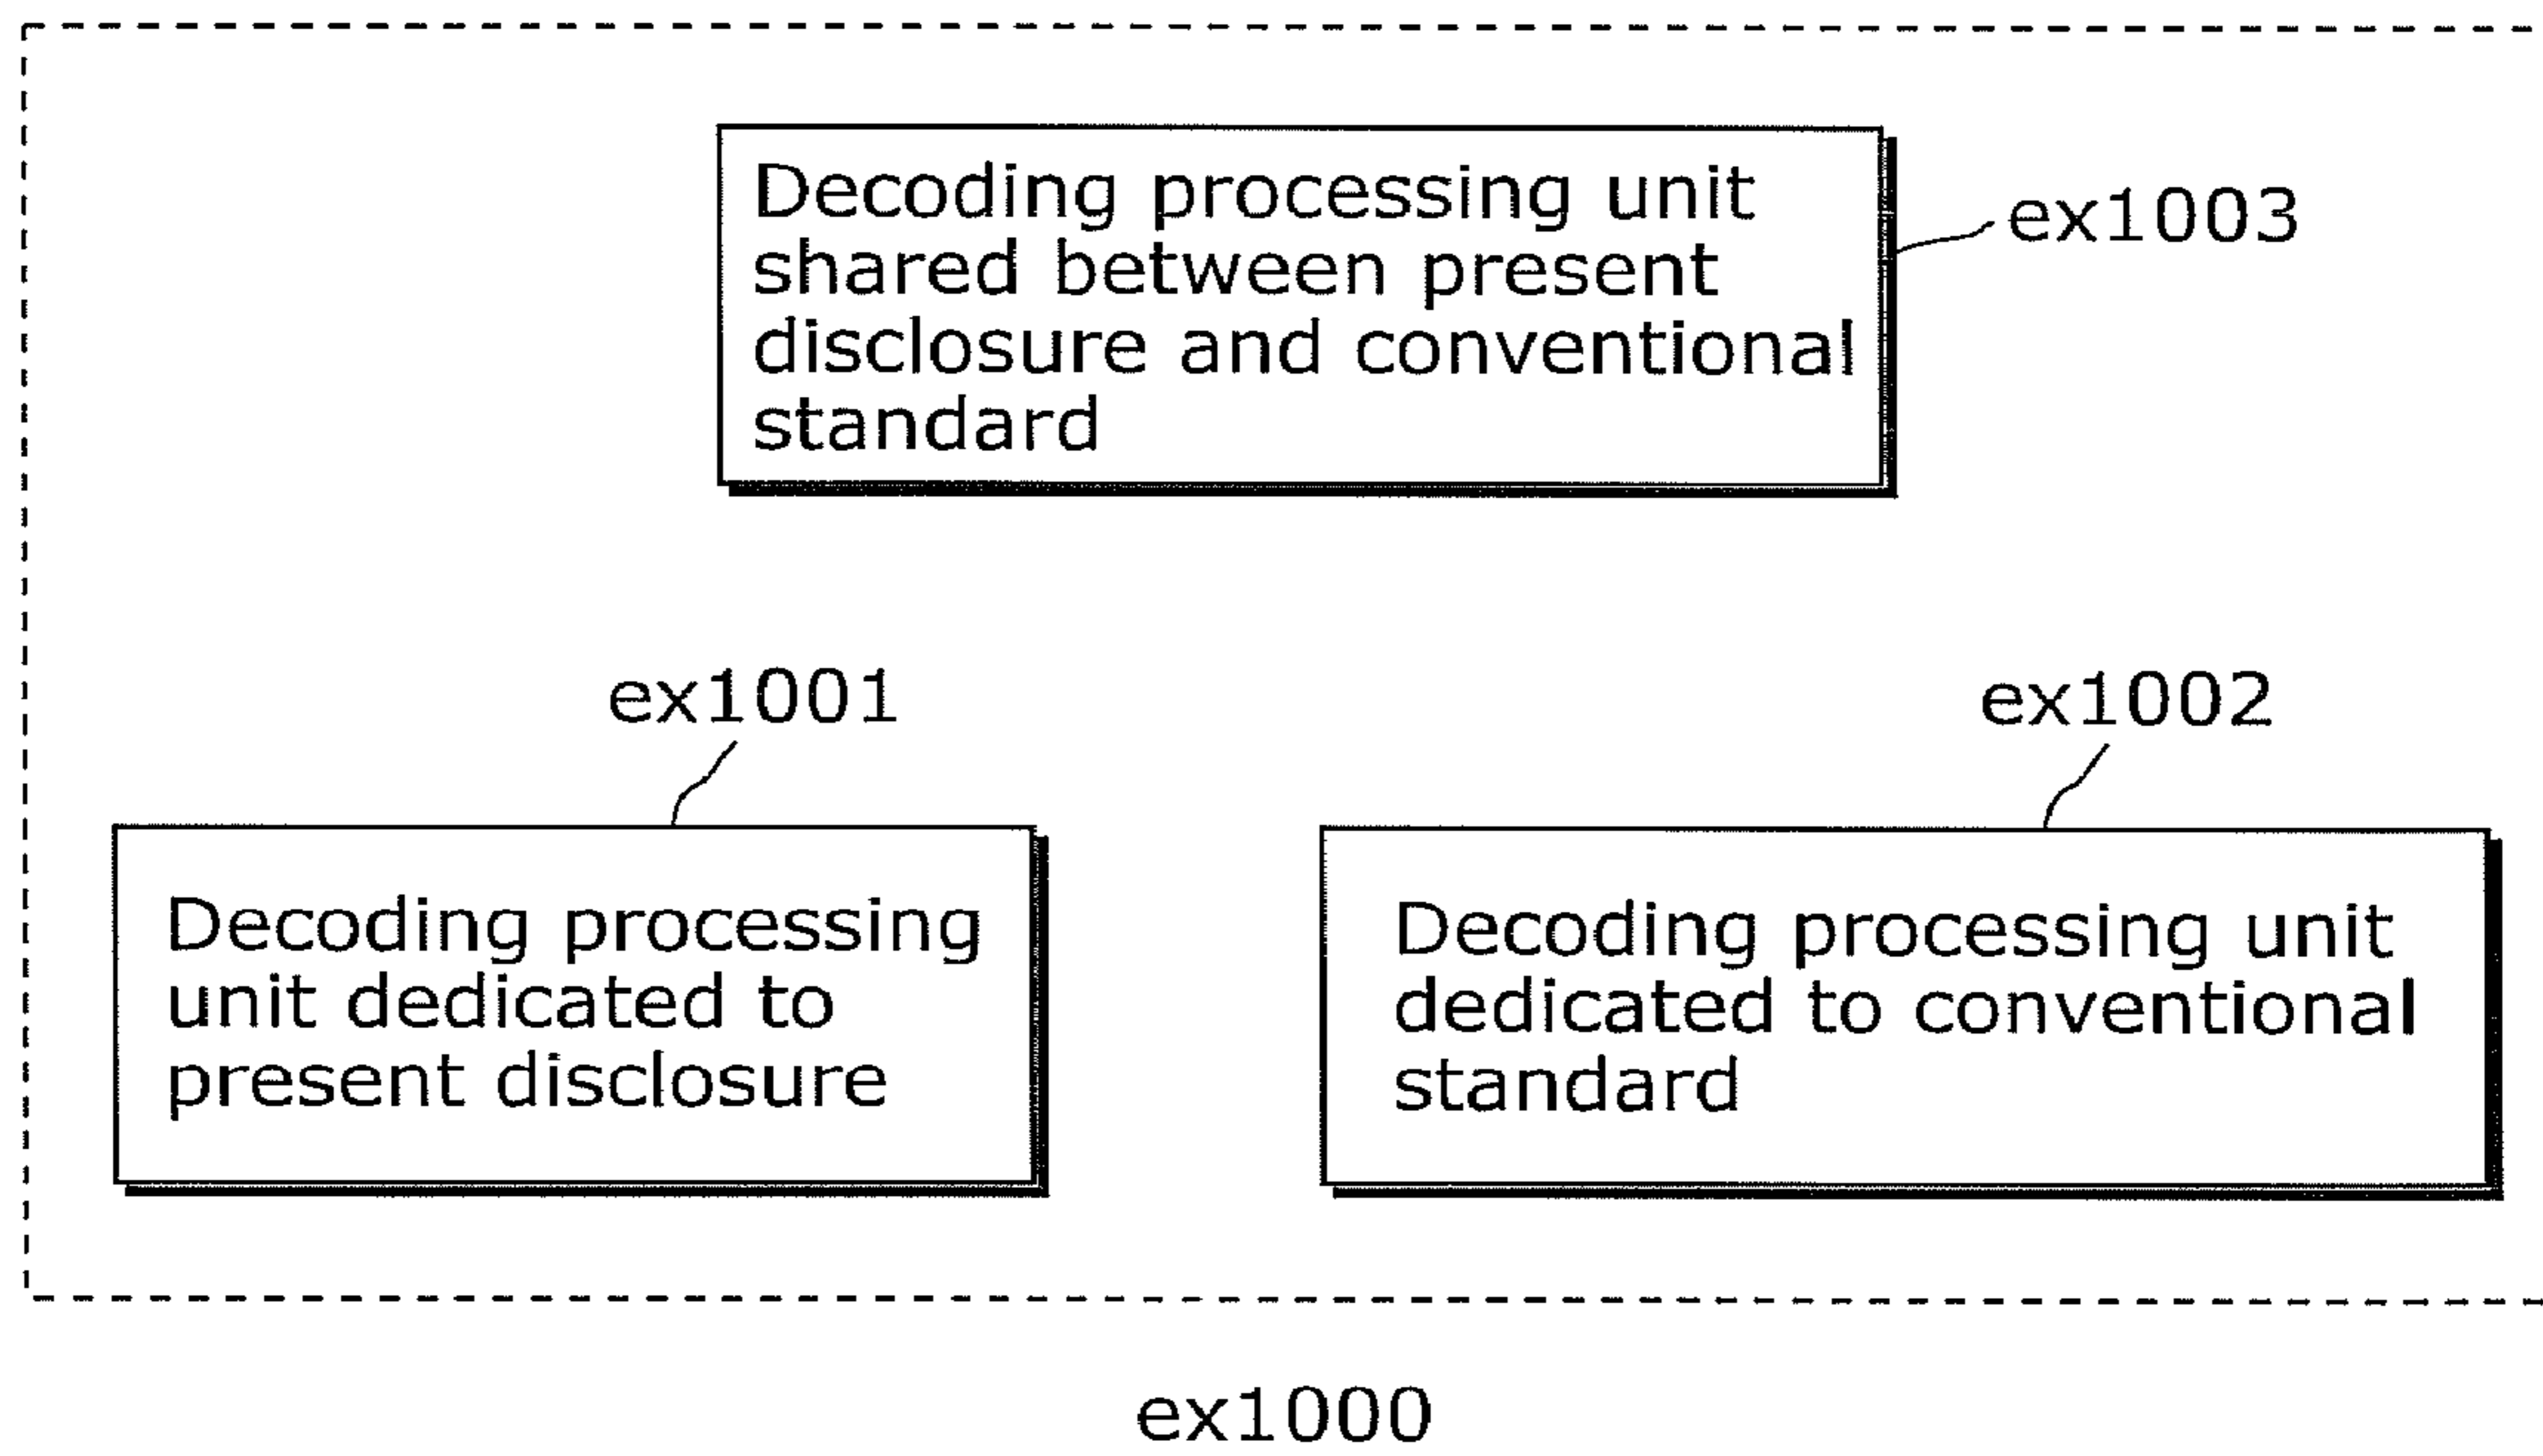 Decoding processing unit
shared between present
disclosure and conventional
standard
ex1003
ex1001
ex1002
Decoding processing
unit dedicated to
present disclosure
Decoding processing unit
dedicated to conventional
standard
ex1000